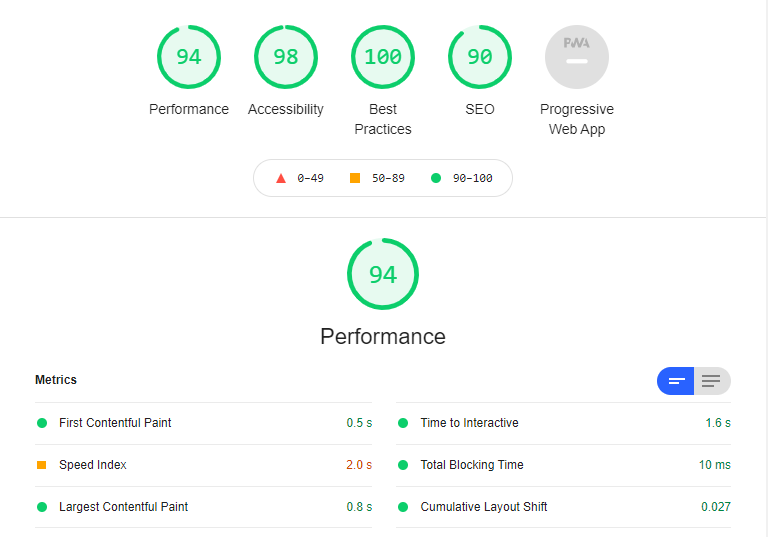 94 98 100 90 PWA
Performance Accessibility Best Practices SEO Progressive Web App
0–49 50–89 90–100
94
Performance
Metrics
First Contentful Paint 0.5 s
Time to Interactive 1.6 s
Speed Index 2.0 s
Total Blocking Time 10 ms
Largest Contentful Paint 0.8 s
Cumulative Layout Shift 0.027